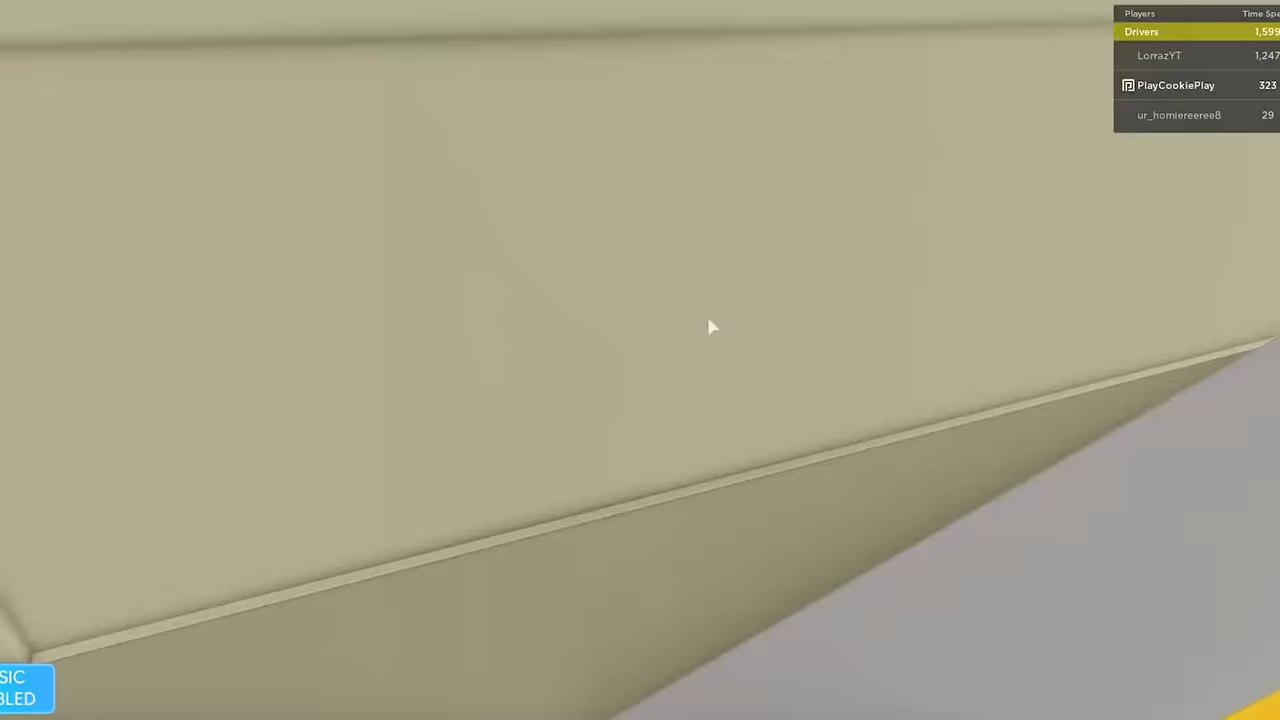 Players Time Spe
Drivers 1,599
LorrazYT 1,247
PlayCookiePlay 323
ur_homiereeree8 29
SIC
BLED